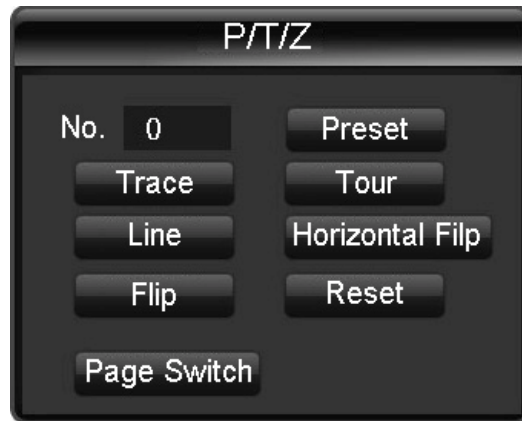 P/T/Z
No. 0 Preset
Trace Tour
Line Horizontal Filp
Flip Reset
Page Switch